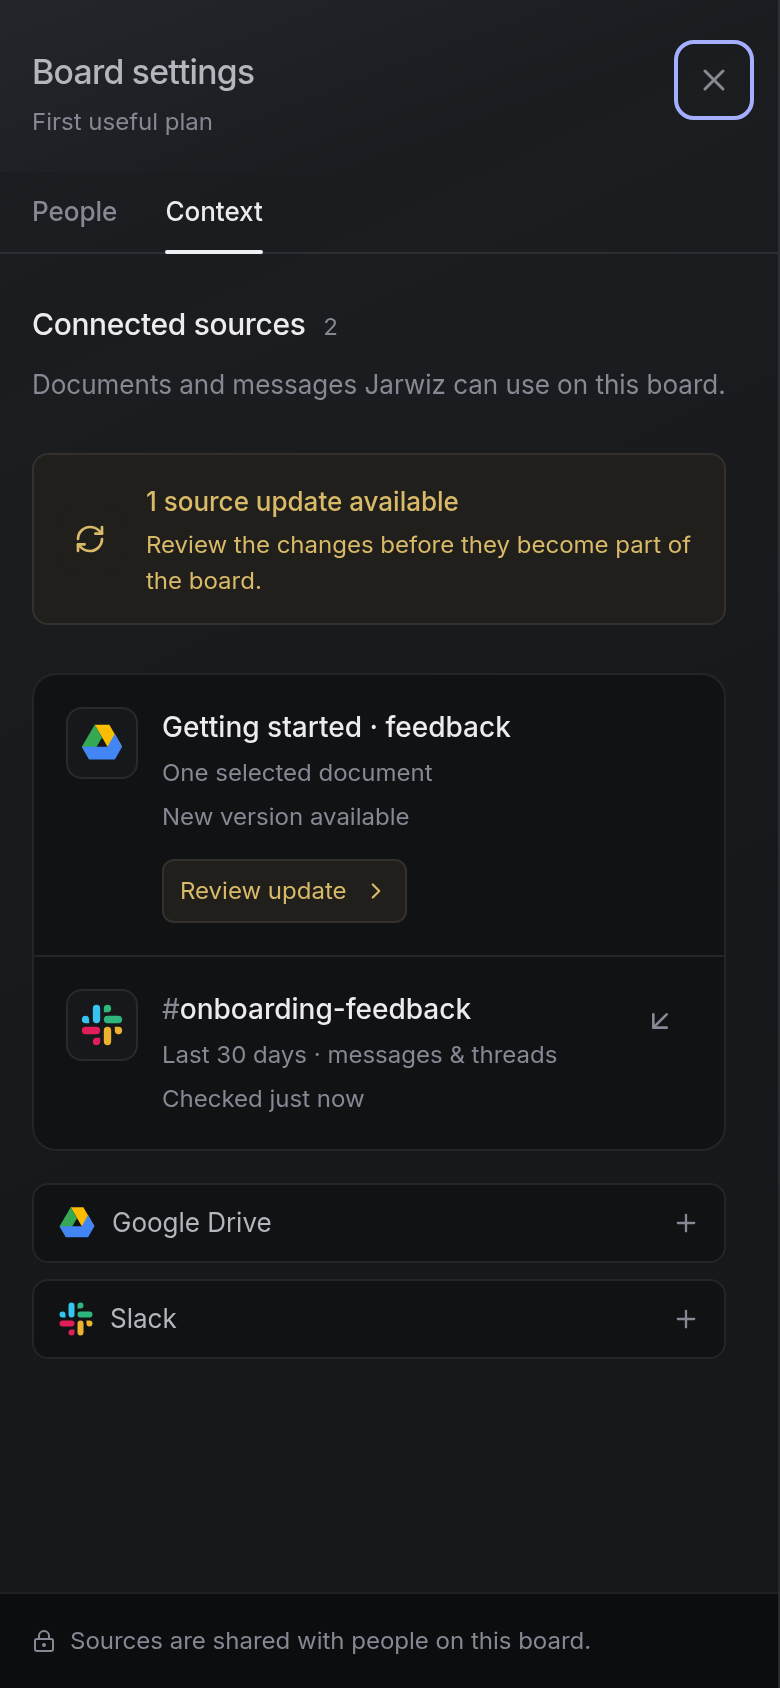 Board settings
First useful plan
People Context
Connected sources 2
Documents and messages Jarwiz can use on this board.
1 source update available
Review the changes before they become part of
the board.
Getting started · feedback
One selected document
New version available
Review update
#onboarding-feedback
Last 30 days · messages & threads
Checked just now
Google Drive
Slack
Sources are shared with people on this board.